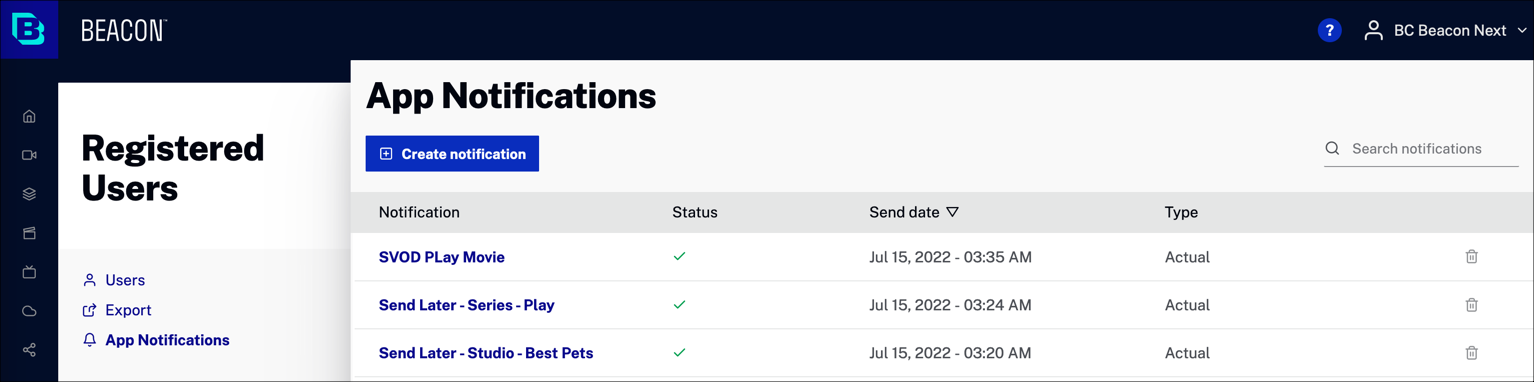 BEACON™
? BC Beacon Next
Registered
Users
Users
Export
App Notifications
App Notifications
Create notification
Search notifications
Notification Status Send date Type
SVOD PLay Movie Jul 15, 2022 - 03:35 AM Actual
Send Later - Series - Play Jul 15, 2022 - 03:24 AM Actual
Send Later - Studio - Best Pets Jul 15, 2022 - 03:20 AM Actual